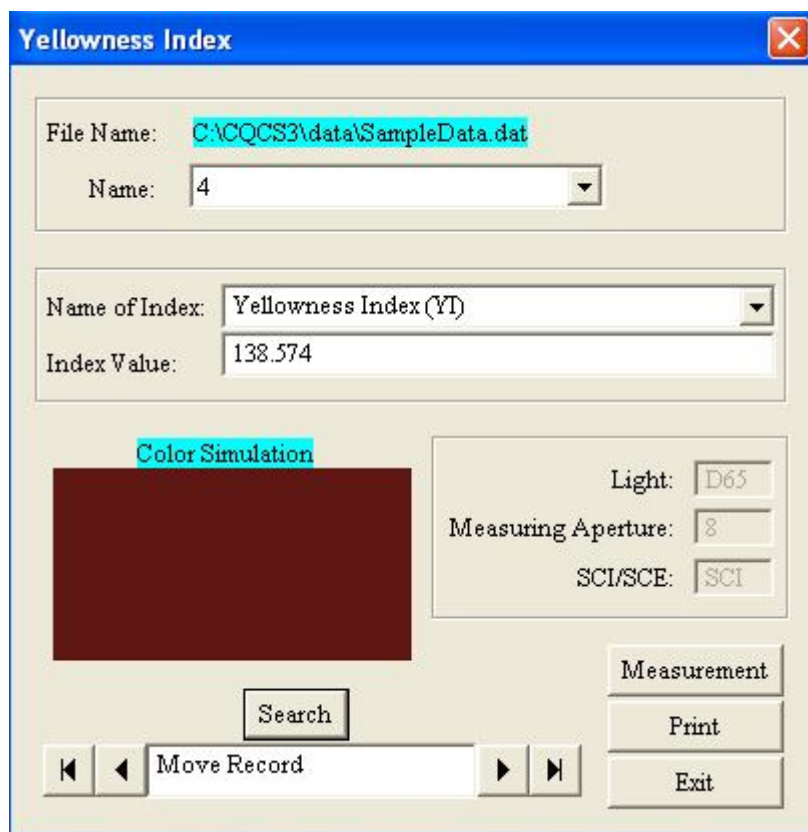 Yellowness Index
File Name: C:\CQCS3\data\SampleData.dat
Name: 4
Name of Index: Yellowness Index (YI)
Index Value: 138.574
Color Simulation
Light: D65
Measuring Aperture: 8
SCI/SCE: SCI
Measurement
Search
Print
Move Record
Exit